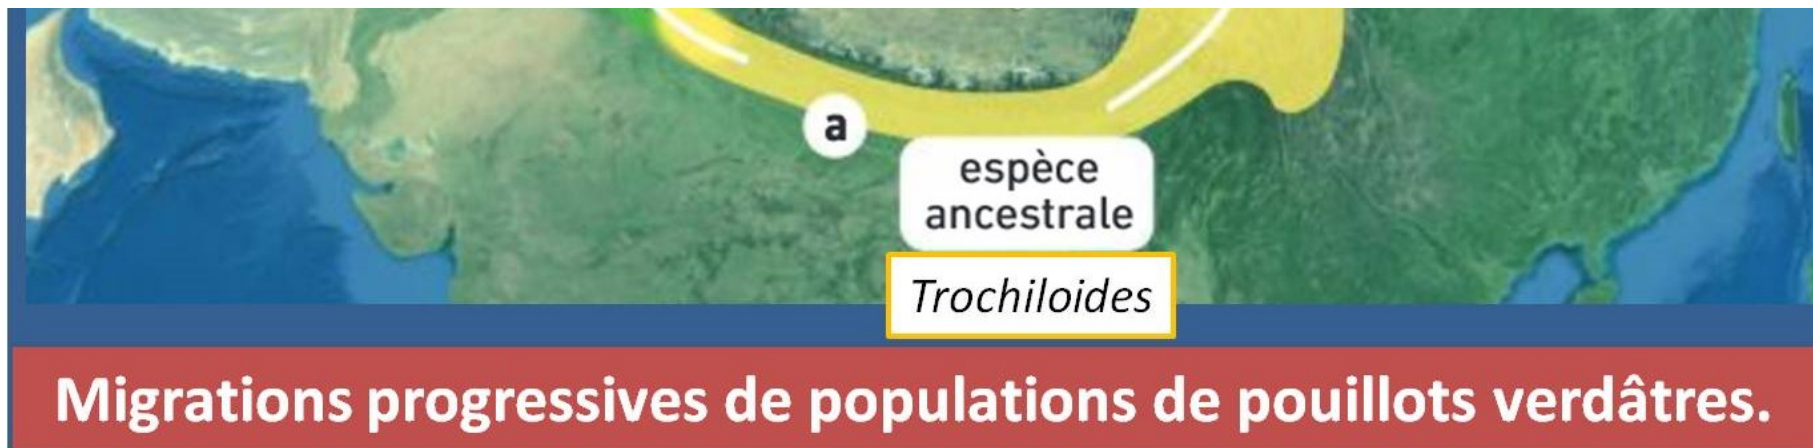 a
espèce
ancestrale
Trochiloides
Migrations progressives de populations de pouillots verdâtres.